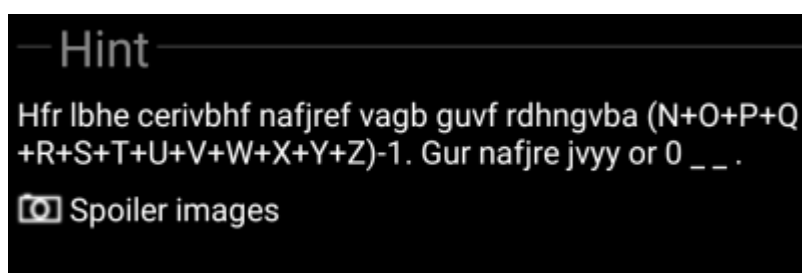 Hint
Hfr lbhe cerivbhf nafjref vagb guvf rdhngvba (N+O+P+Q
+R+S+T+U+V+W+X+Y+Z)-1. Gur nafjre jvyy or 0 _ _ .
Spoiler images